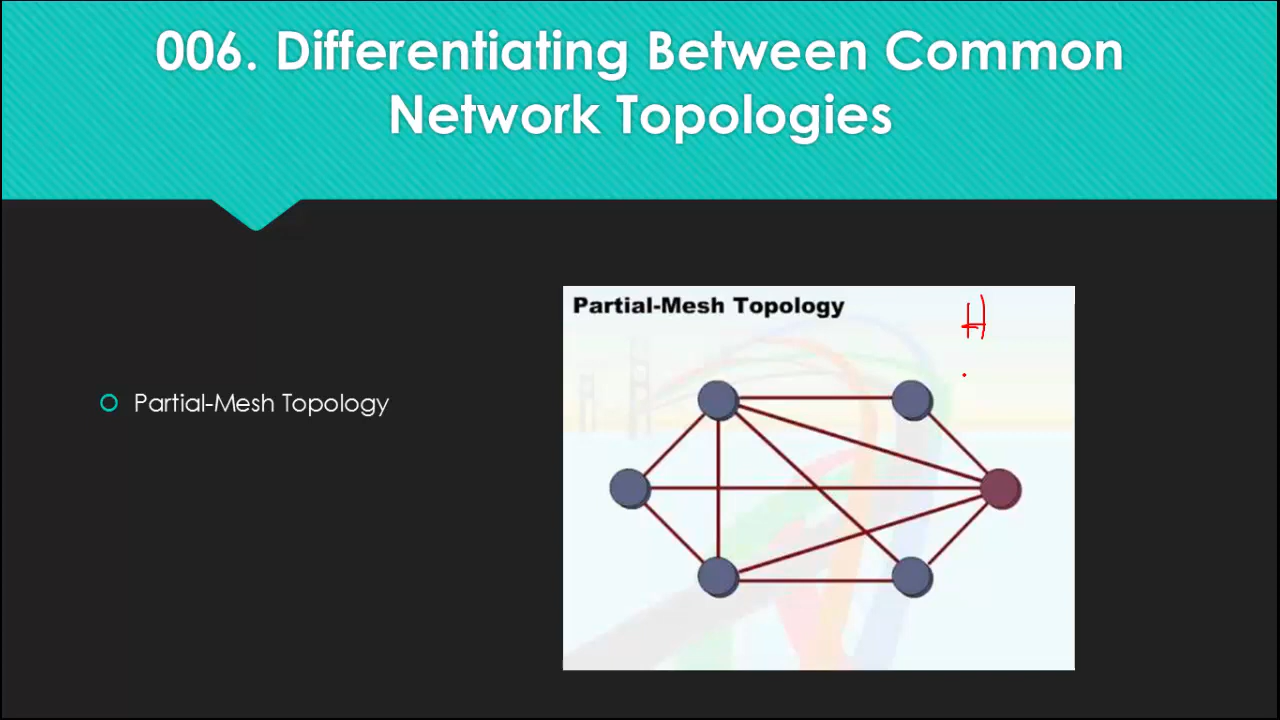 006. Differentiating Between Common
Network Topologies
Partial-Mesh Topology
Partial-Mesh Topology